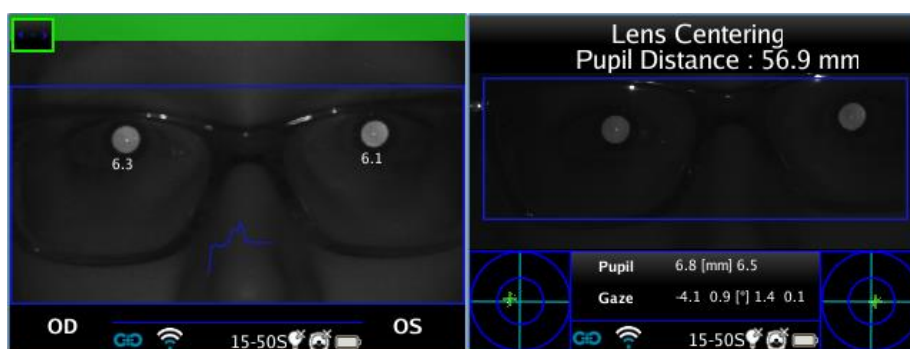 6.3
6.1
OD
OS
15-50S
Lens Centering
Pupil Distance : 56.9 mm
Pupil 6.8 [mm] 6.5
Gaze -4.1 0.9 [°] 1.4 0.1
15-50S